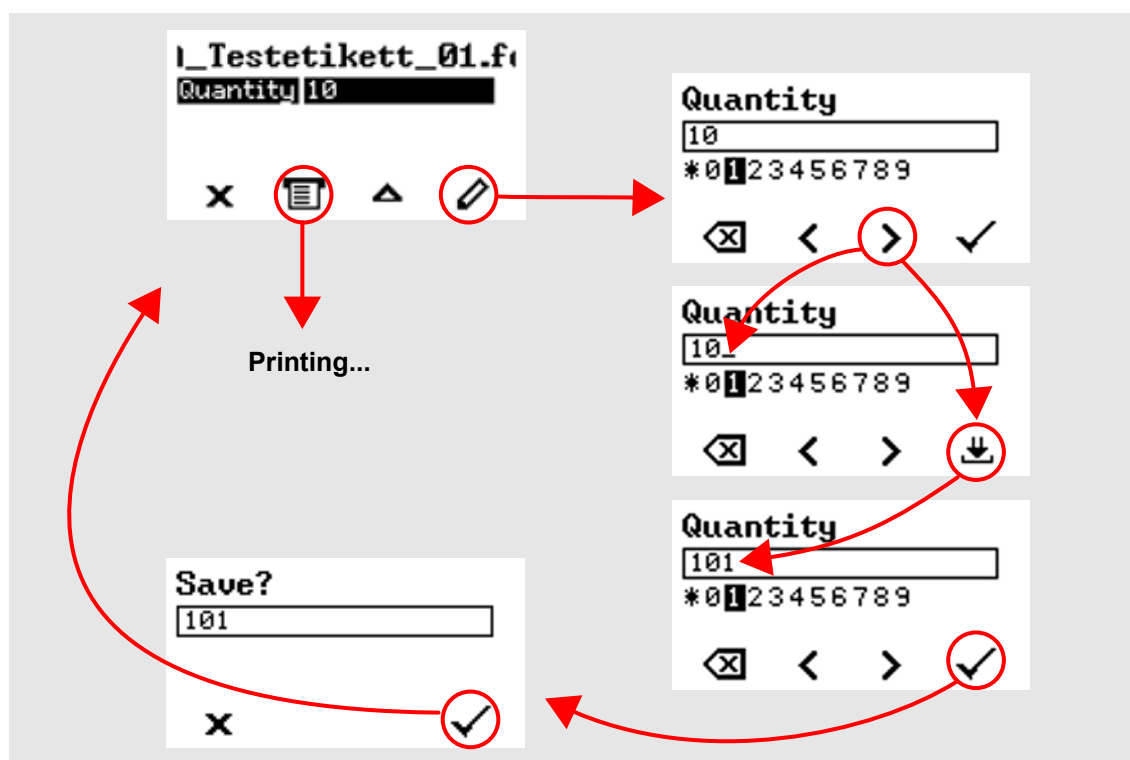 _Testetikett_01.f
Quantity 10
Printing...
Quantity
10
*0123456789
Quantity
10_
*0123456789
Quantity
101
*0123456789
Save?
101